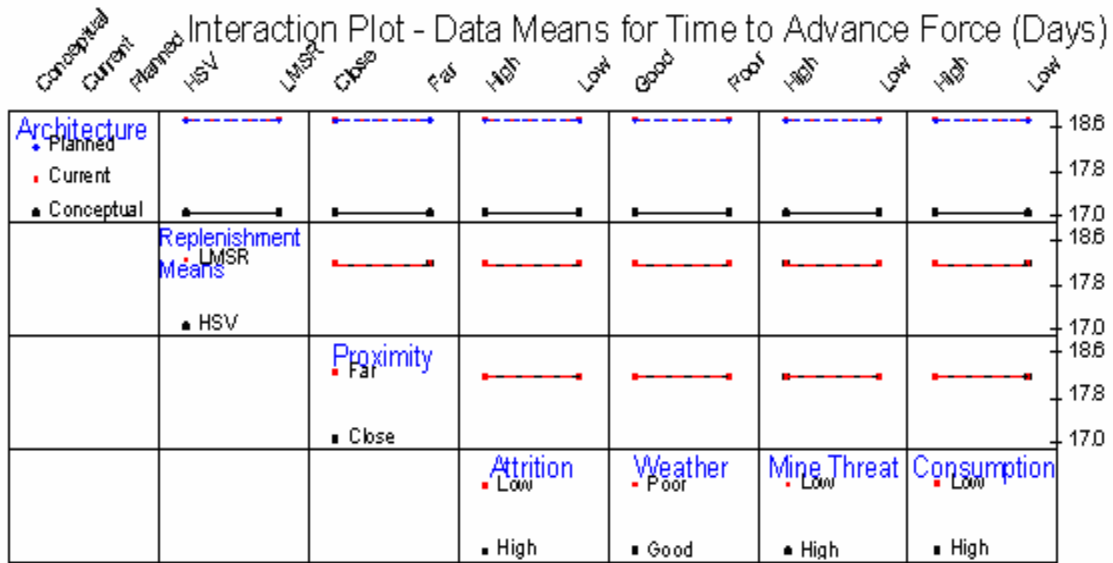 Interaction Plot - Data Means for Time to Advance Force (Days)
Conceptual Current Planned HSV LMSR Close Far High Low Good Poor High Low High Low
Architecture
Planned
Current
Conceptual
18.6
17.8
17.0
Replenishment
Means
LMSR
HSV
18.6
17.8
17.0
Proximity
Far
Close
18.6
17.8
17.0
Attrition
Low
High
Weather
Poor
Good
Mine Threat
Low
High
Consumption
Low
High